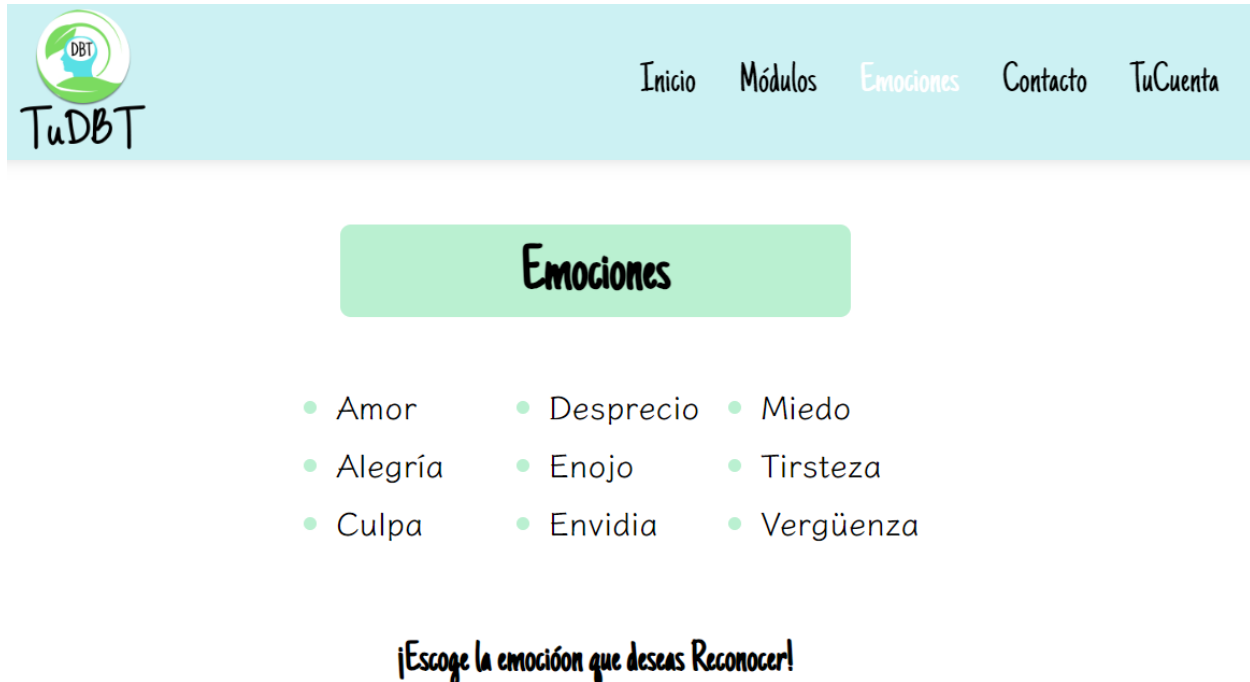 DBT
TuDBT
Inicio Módulos Emociones Contacto TuCuenta
Emociones
Amor Desprecio Miedo
Alegría Enojo Tirsteza
Culpa Envidia Vergüenza
¡Escoge la emocióon que deseas Reconocer!